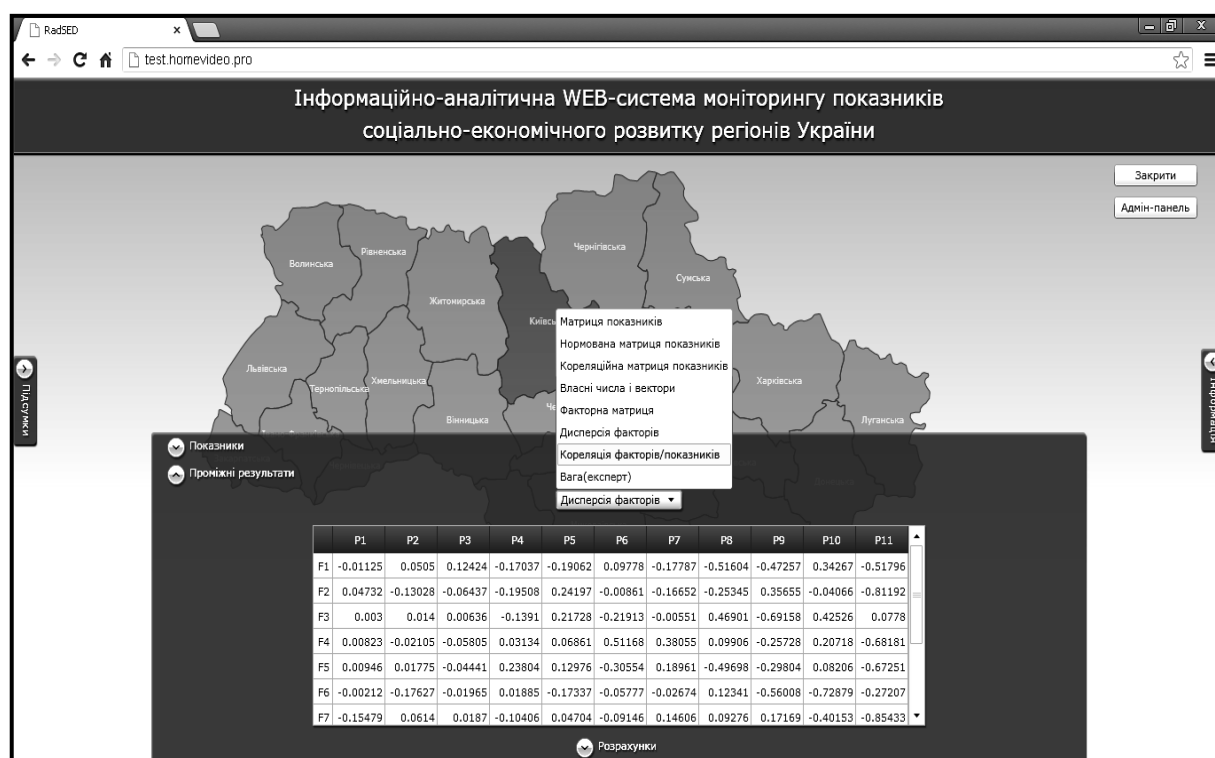 RadSED
test.homevideo.pro
Інформаційно-аналітична WEB-система моніторингу показників
соціально-економічного розвитку регіонів України
Закрити
Адмін-панель
Чернігівська
Рівненська
Волинська
Сумська
Житомирська
Львівська
Тернопільська
Хмельницька
Харківська
Вінницька
Луганська
Підсумки
Матриця показників
Нормована матриця показників
Кореляційна матриця показників
Власні числа і вектори
Факторна матриця
Дисперсія факторів
Кореляція факторів/показників
Вага(експерт)
Показники
Проміжні результати
Дисперсія факторів
P1 P2 P3 P4 P5 P6 P7 P8 P9 P10 P11
F1 -0.01125 0.0505 0.12424 -0.17037 -0.19062 0.09778 -0.17787 -0.51604 -0.47257 0.34267 -0.51796
F2 0.04732 -0.13028 -0.06437 -0.19508 0.24197 -0.00861 -0.16652 -0.25345 0.35655 -0.04066 -0.81192
F3 0.003 0.014 0.00636 -0.1391 0.21728 -0.21913 -0.00551 0.46901 -0.69158 0.42526 0.0778
F4 0.00823 -0.02105 -0.05805 0.03134 0.06861 0.51168 0.38055 0.09906 -0.25728 0.20718 -0.68181
F5 0.00946 0.01775 -0.04441 0.23804 0.12976 -0.30554 0.18961 -0.49698 -0.29804 0.08206 -0.67251
F6 -0.00212 -0.17627 -0.01965 0.01885 -0.17337 -0.05777 -0.02674 0.12341 -0.56008 -0.72879 -0.27207
F7 -0.15479 0.0614 0.0187 -0.10406 0.04704 -0.09146 0.14606 0.09276 0.17169 -0.40153 -0.85433
Розрахунки